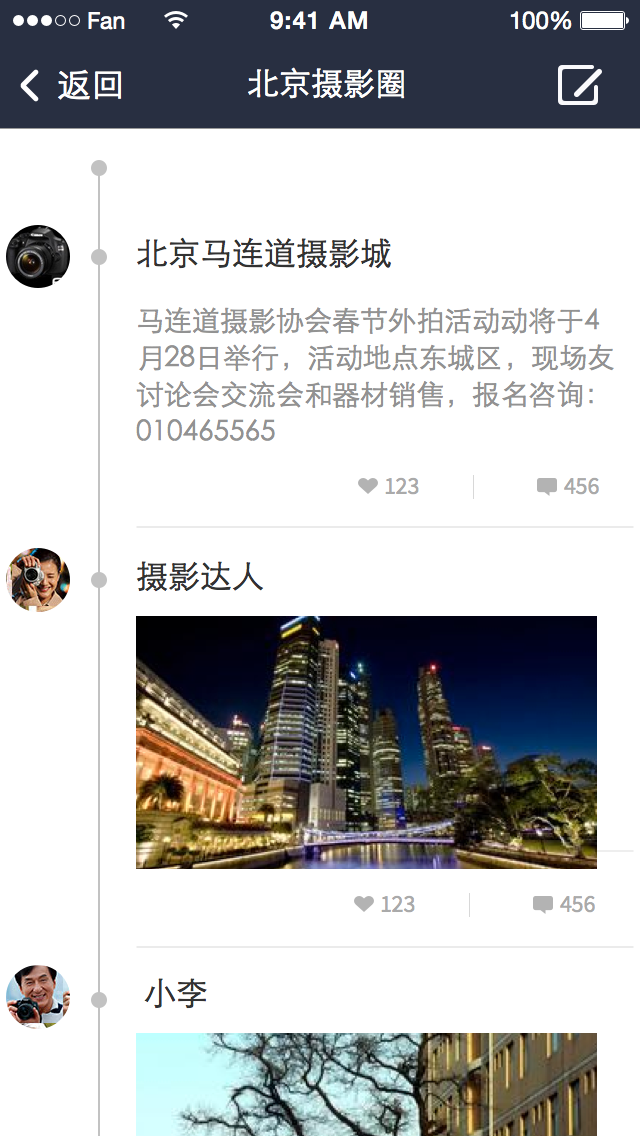 Fan 9:41 AM 100%
返回 北京摄影圈
北京马连道摄影城
马连道摄影协会春节外拍活动动将于4
月28日举行，活动地点东城区，现场友
讨论会交流会和器材销售，报名咨询：
010465565
123 456
摄影达人
123 456
小李